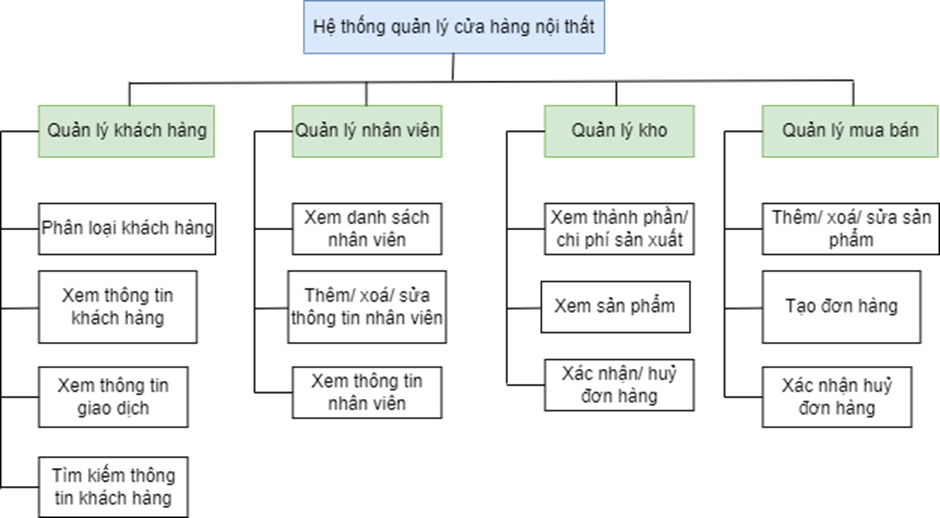 Hệ thống quản lý cửa hàng nội thất
Quản lý khách hàng
Quản lý nhân viên
Quản lý kho
Quản lý mua bán
Phân loại khách hàng
Xem danh sách
nhân viên
Xem thành phần/
chi phí sản xuất
Thêm/ xoá/ sửa sản
phẩm
Xem thông tin
khách hàng
Thêm/ xoá/ sửa
thông tin nhân viên
Xem sản phẩm
Tạo đơn hàng
Xem thông tin
giao dịch
Xem thông tin
nhân viên
Xác nhận/ huỷ
đơn hàng
Xác nhận huỷ
đơn hàng
Tìm kiếm thông
tin khách hàng